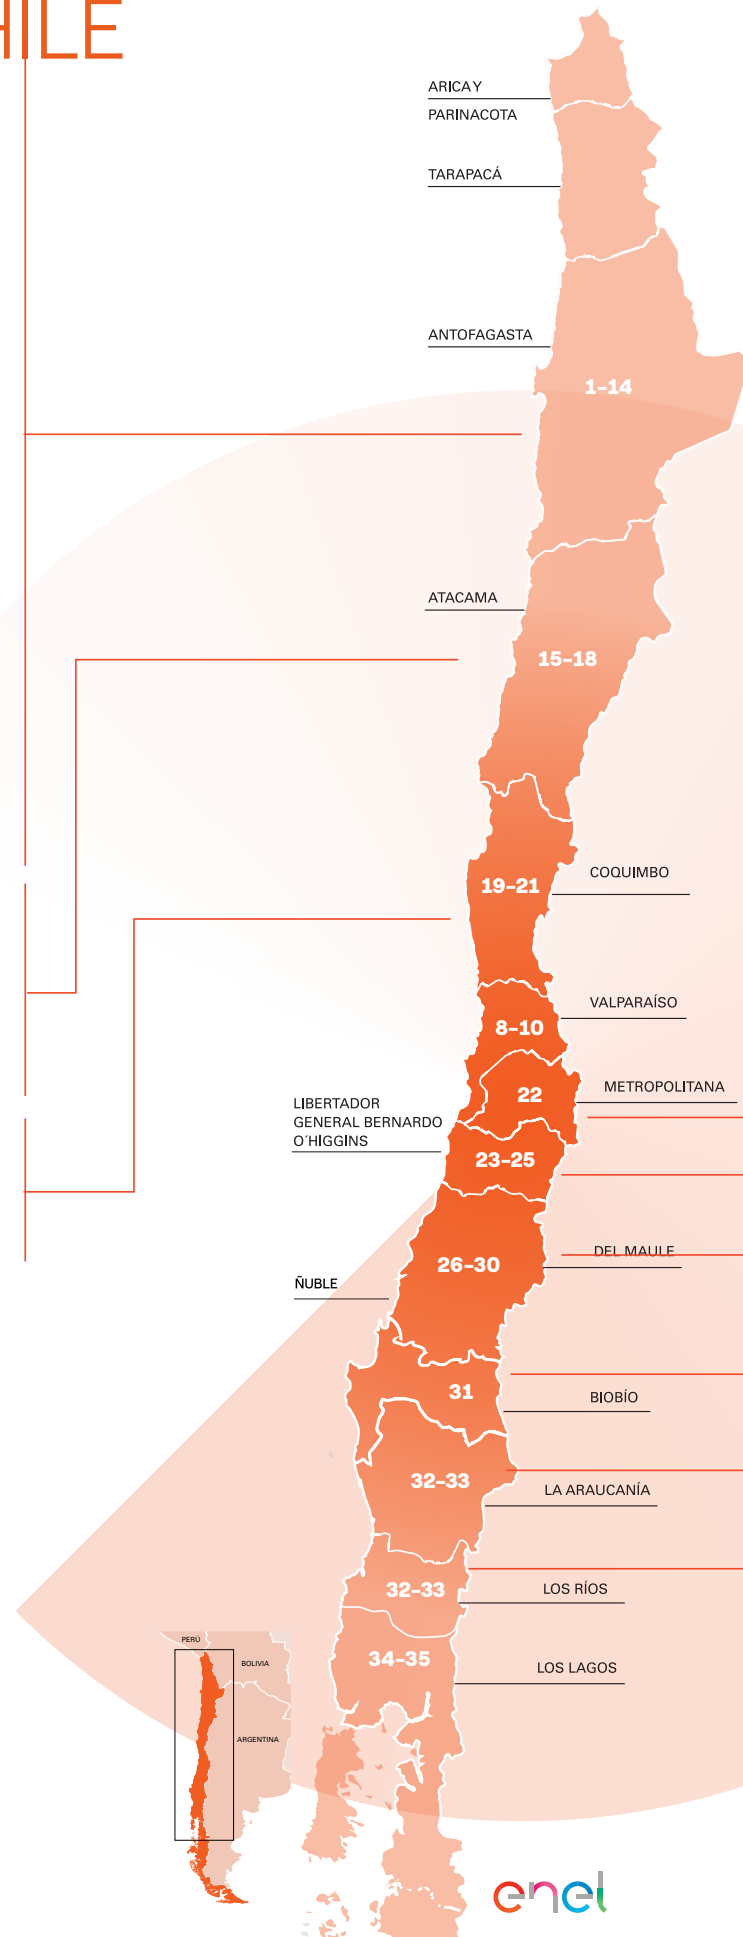 HILE
ARICA Y
PARINACOTA
TARAPACÁ
ANTOFAGASTA
1-14
ATACAMA
15-18
COQUIMBO
19-21
VALPARAÍSO
8-10
METROPOLITANA
22
LIBERTADOR
GENERAL BERNARDO
O´HIGGINS
23-25
26-30
DEL MAULE
ÑUBLE
31
BIOBÍO
32-33
LA ARAUCANÍA
32-33
LOS RÍOS
34-35
LOS LAGOS
PERÚ
BOLIVIA
ARGENTINA
enel